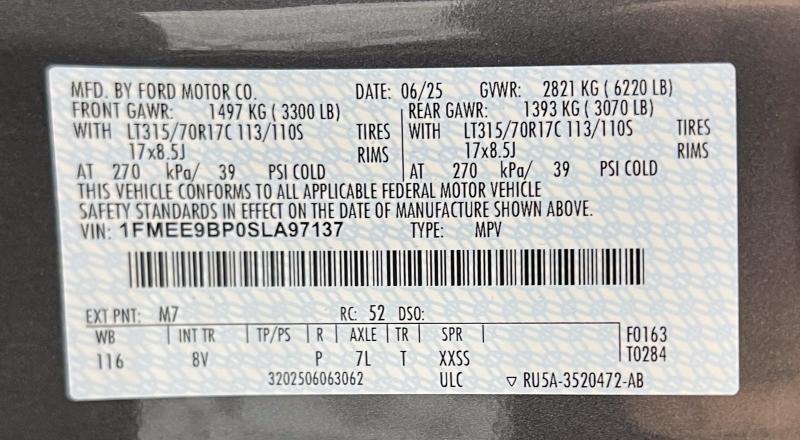 MFD. BY FORD MOTOR CO. DATE: 06/25 GVWR: 2821 KG ( 6220 LB)
FRONT GAWR: 1497 KG ( 3300 LB) REAR GAWR: 1393 KG ( 3070 LB)
WITH LT315/70R17C 113/110S TIRES WITH LT315/70R17C 113/110S TIRES
17x8.5J RIMS 17x8.5J RIMS
AT 270 kPa/ 39 PSI COLD AT 270 kPa/ 39 PSI COLD
THIS VEHICLE CONFORMS TO ALL APPLICABLE FEDERAL MOTOR VEHICLE
SAFETY STANDARDS IN EFFECT ON THE DATE OF MANUFACTURE SHOWN ABOVE.
VIN: 1FMEE9BP0SLA97137 TYPE: MPV
EXT PNT: M7 RC: 52 DSO:
WB INT TR TP/PS R AXLE TR SPR F0163
116 8V P 7L T XXSS T0284
3202506063062 ULC ▽ RU5A-3520472-AB